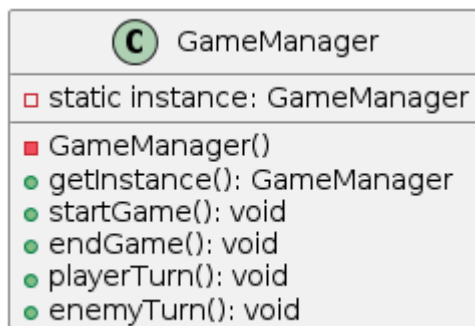 C GameManager
static instance: GameManager
GameManager()
getInstance(): GameManager
startGame(): void
endGame(): void
playerTurn(): void
enemyTurn(): void